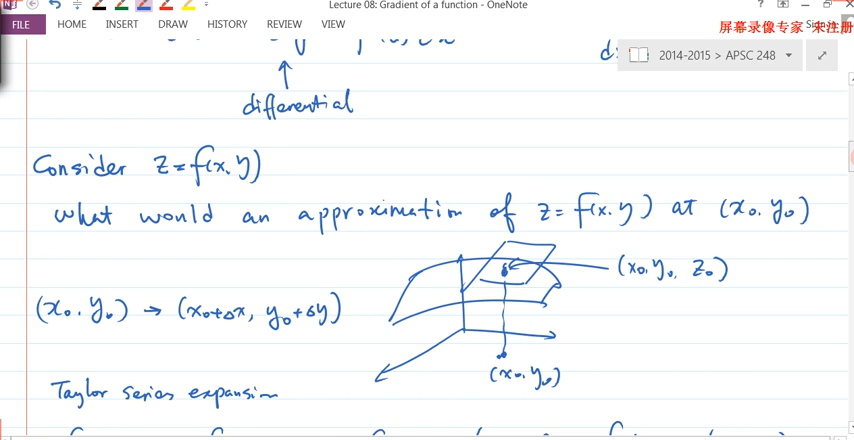 Lecture 08: Gradient of a function - OneNote
FILE HOME INSERT DRAW HISTORY REVIEW VIEW
屏幕录像专家 未注册
2014-2015 > APSC 248
differential
Consider z = f(x, y)
what would an approximation of z = f(x, y) at (x₀, y₀)
(x₀, y₀, z₀)
(x₀, y₀) → (x₀+Δx, y₀+Δy)
(x₀, y₀)
Taylor series expansion